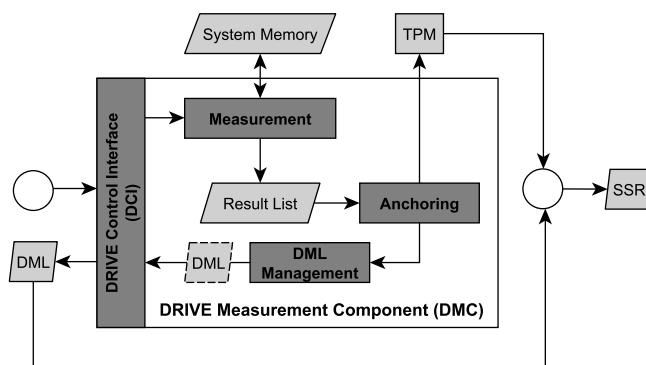 System Memory
TPM
DRIVE Control Interface
(DCI)
Measurement
Result List
Anchoring
SSR
DML
DML
DML
Management
DRIVE Measurement Component (DMC)